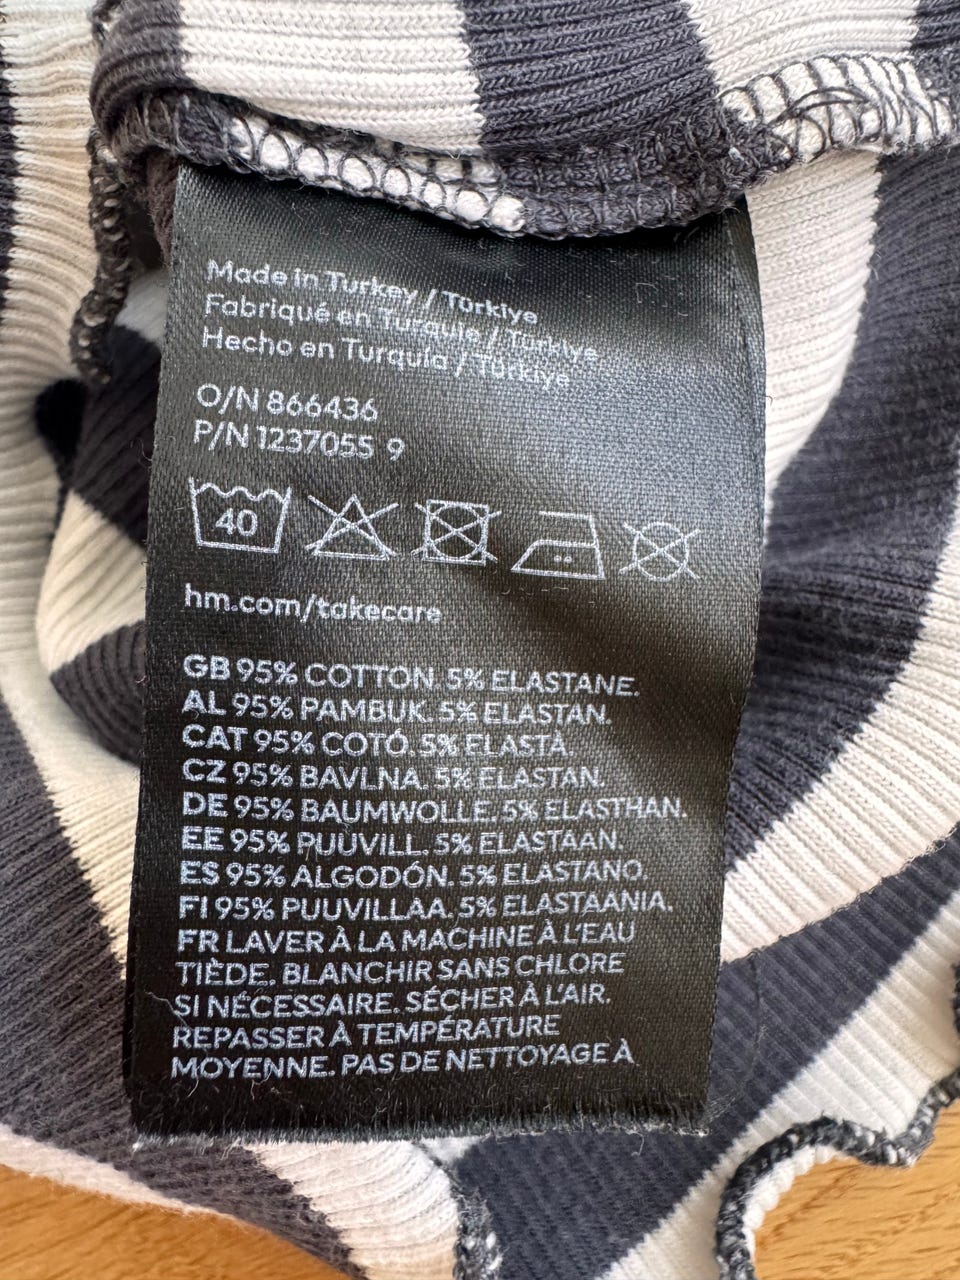 Made in Turkey / Türkiye
Fabriqué en Turquie / Türkiye
Hecho en Turquía / Türkiye
O/N 866436
P/N 1237055 9
40
hm.com/takecare
GB 95% COTTON. 5% ELASTANE.
AL 95% PAMBUK. 5% ELASTAN.
CAT 95% COTÓ. 5% ELASTÀ.
CZ 95% BAVLNA. 5% ELASTAN.
DE 95% BAUMWOLLE. 5% ELASTHAN.
EE 95% PUUVILL. 5% ELASTAAN.
ES 95% ALGODÓN. 5% ELASTANO.
FI 95% PUUVILLAA. 5% ELASTAANIA.
FR LAVER À LA MACHINE À L'EAU
TIÈDE. BLANCHIR SANS CHLORE
SI NÉCESSAIRE. SÉCHER À L'AIR.
REPASSER À TEMPÉRATURE
MOYENNE. PAS DE NETTOYAGE À